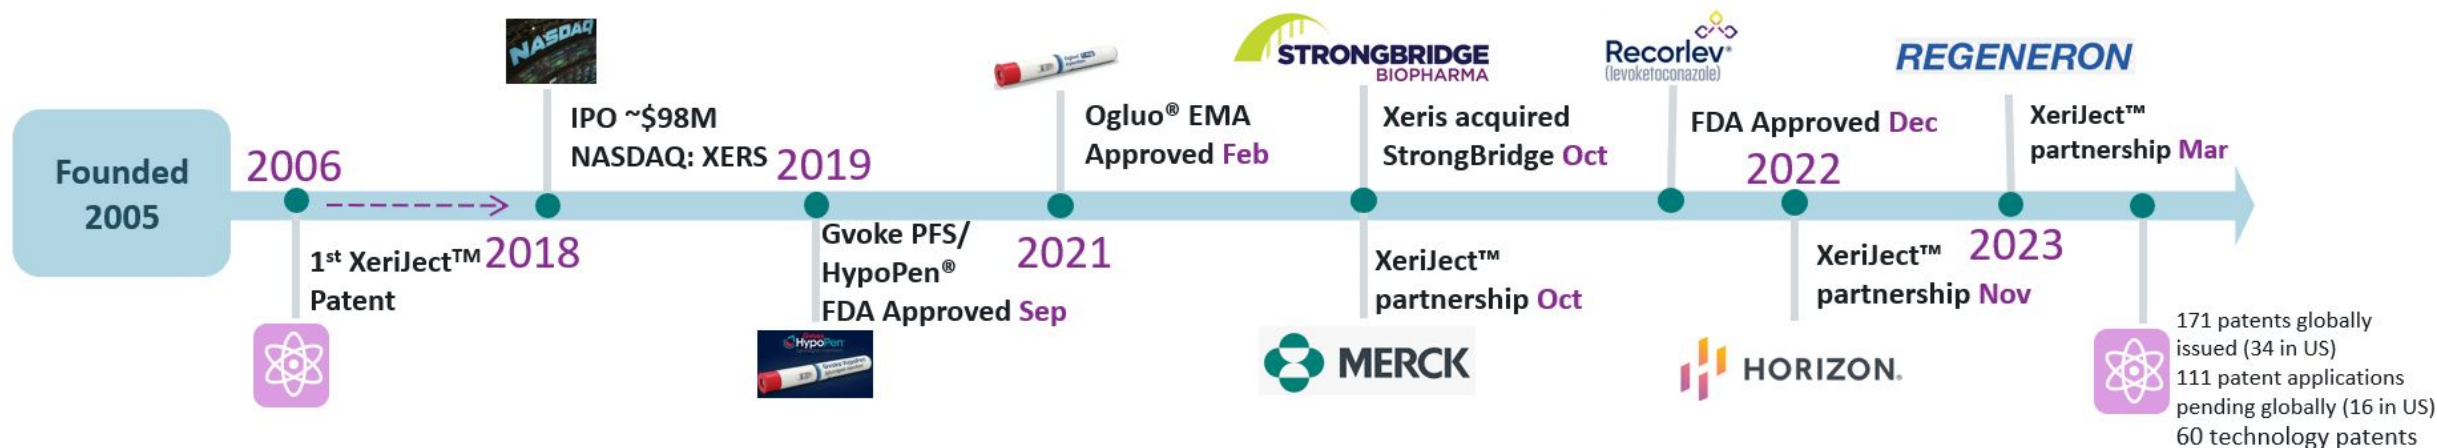 Founded
2005
2006
1st XeriJect™
Patent
NASDAQ
IPO ~$98M
NASDAQ: XERS
2018
2019
Gvoke PFS/
HypoPen®
FDA Approved Sep
Gvoke
HypoPen
Ogluo® EMA
Approved Feb
2021
STRONGBRIDGE
BIOPHARMA
Xeris acquired
StrongBridge Oct
XeriJect™
partnership Oct
MERCK
Recorlev®
(levoketoconazole)
FDA Approved Dec
2022
XeriJect™
partnership Nov
HORIZON.
REGENERON
XeriJect™
partnership Mar
2023
171 patents globally
issued (34 in US)
111 patent applications
pending globally (16 in US)
60 technology patents